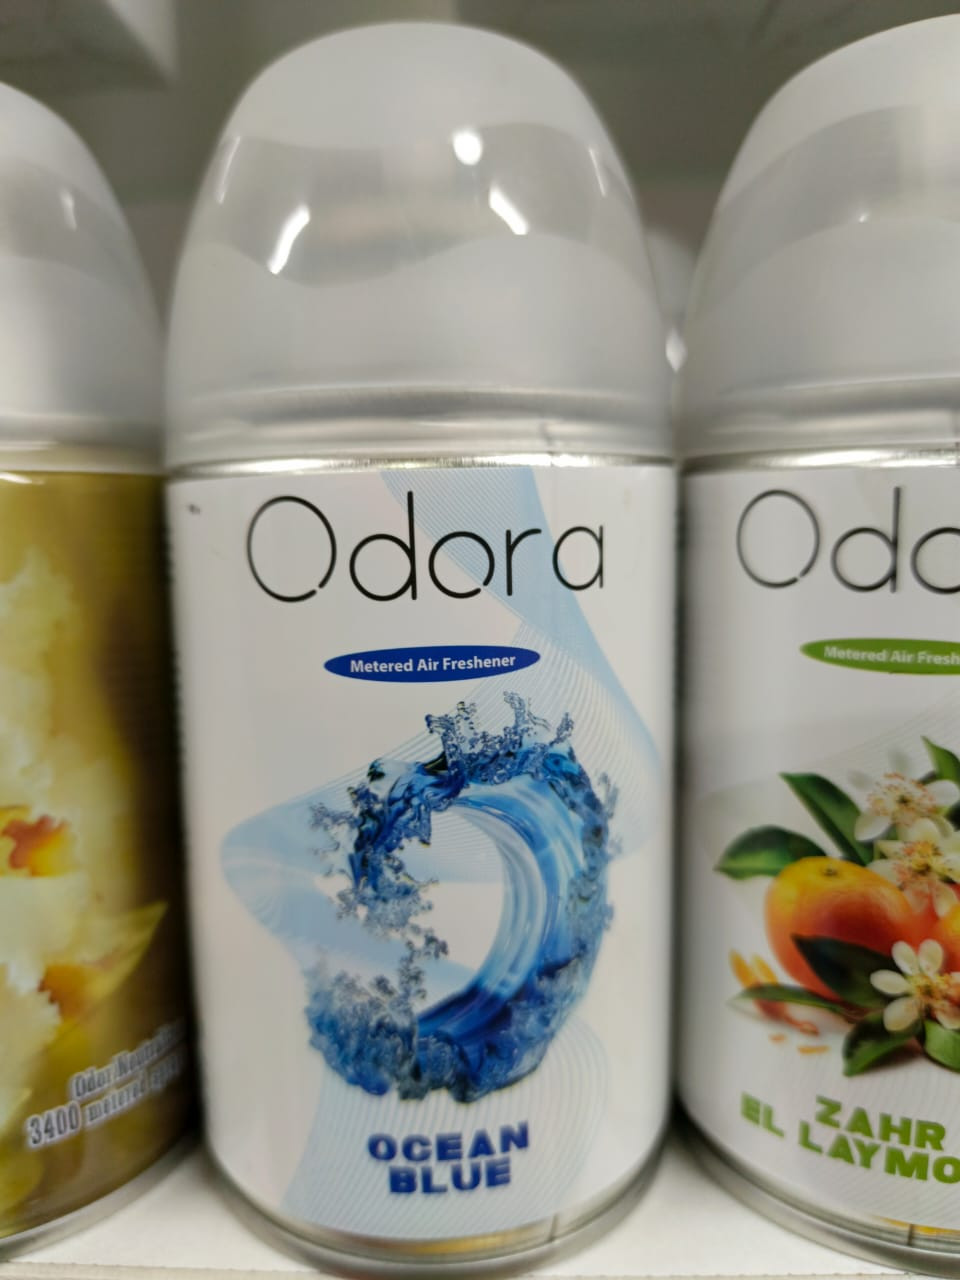 Odora
Metered Air Freshener
OCEAN
BLUE
Odo
Metered Air Fresh
ZAHR
EL LAYMO
3400 metered